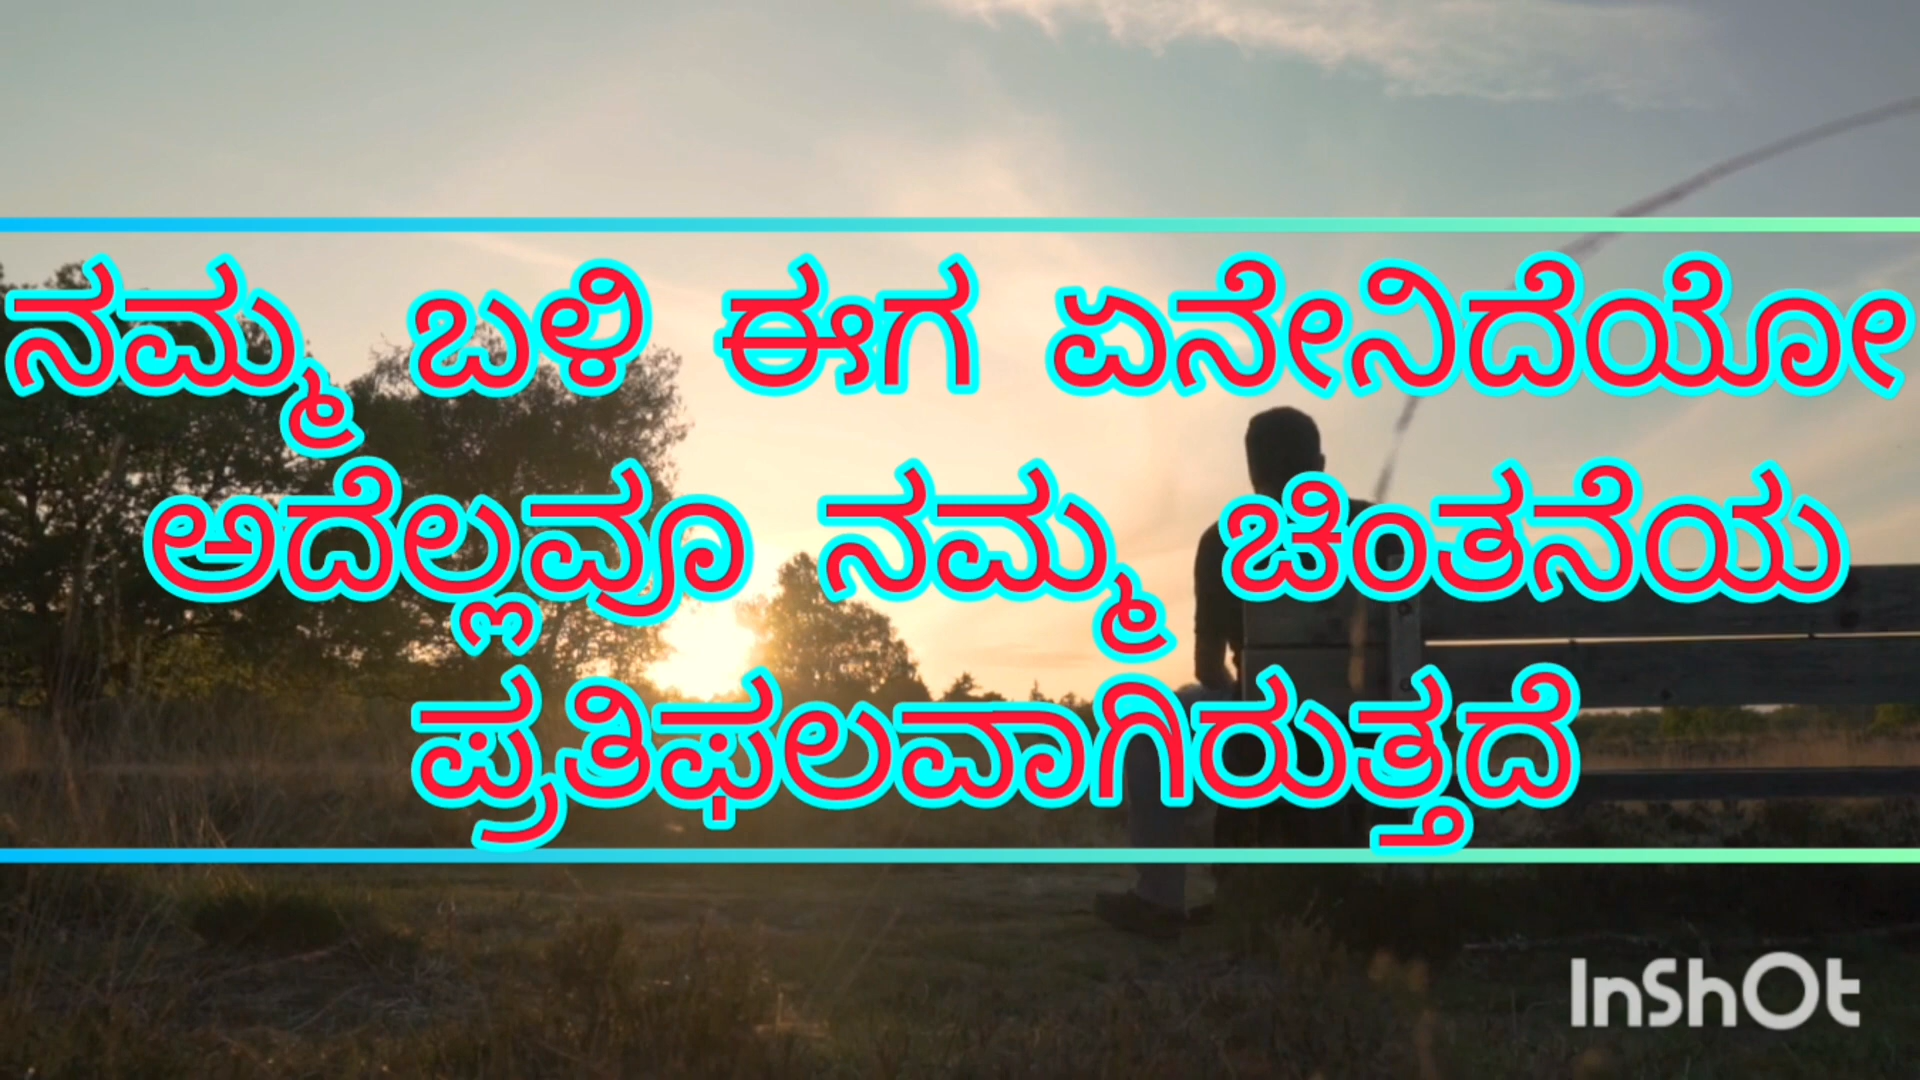 ನಮ್ಮ ಬಳಿ ಈಗ ಏನೇನಿದೆಯೋ
ಅದೆಲ್ಲವೂ ನಮ್ಮ ಚಿಂತನೆಯ
ಪ್ರತಿಫಲವಾಗಿರುತ್ತದೆ
InShOt